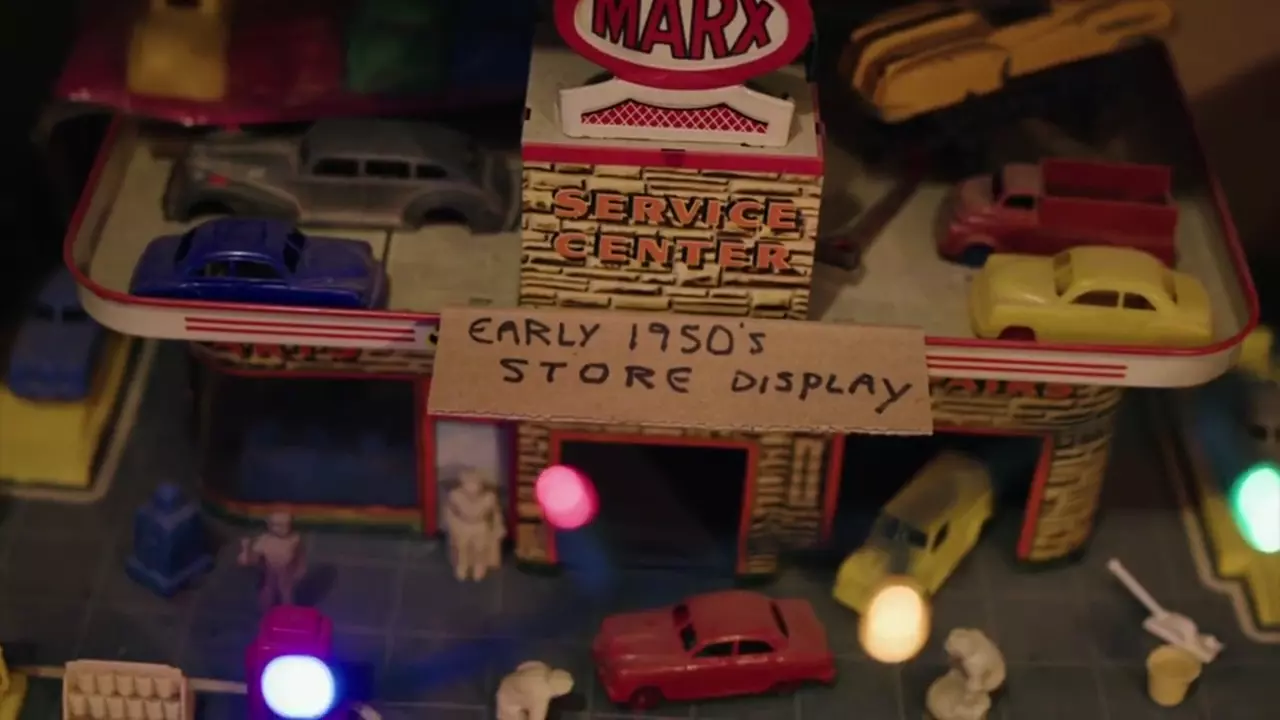 MARX
SERVICE
CENTER
EARLY 1950's
STORE DISPLAY